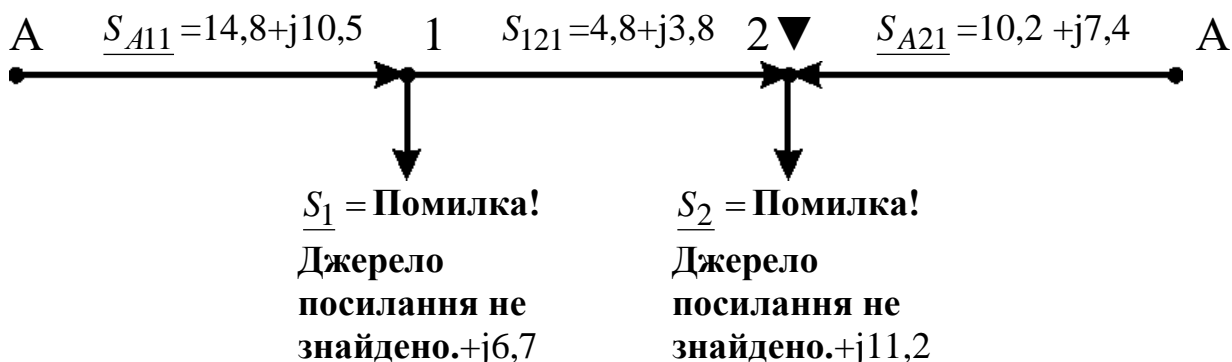 A S_A11 =14,8+j10,5 1 S_121 =4,8+j3,8 2▼ S_A21 =10,2 +j7,4 A
S_1 = Помилка!
Джерело
посилання не
знайдено.+j6,7
S_2 = Помилка!
Джерело
посилання не
знайдено.+j11,2